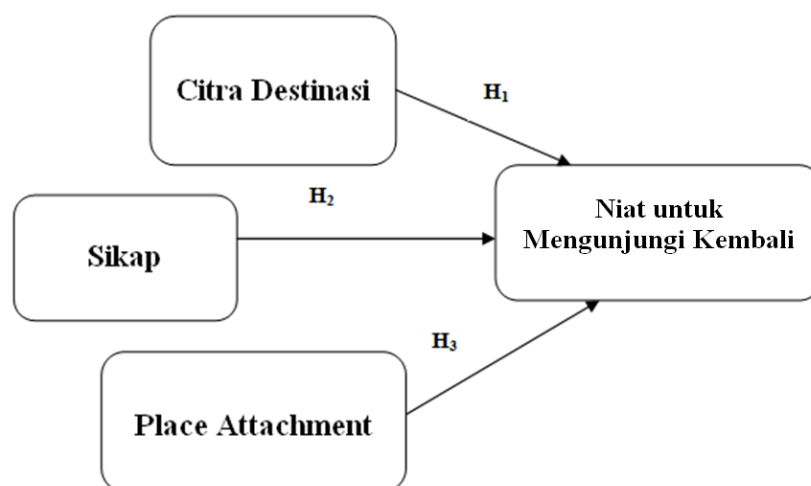 Citra Destinasi
H₁
H₂
Niat untuk
Mengunjungi Kembali
Sikap
H₃
Place Attachment